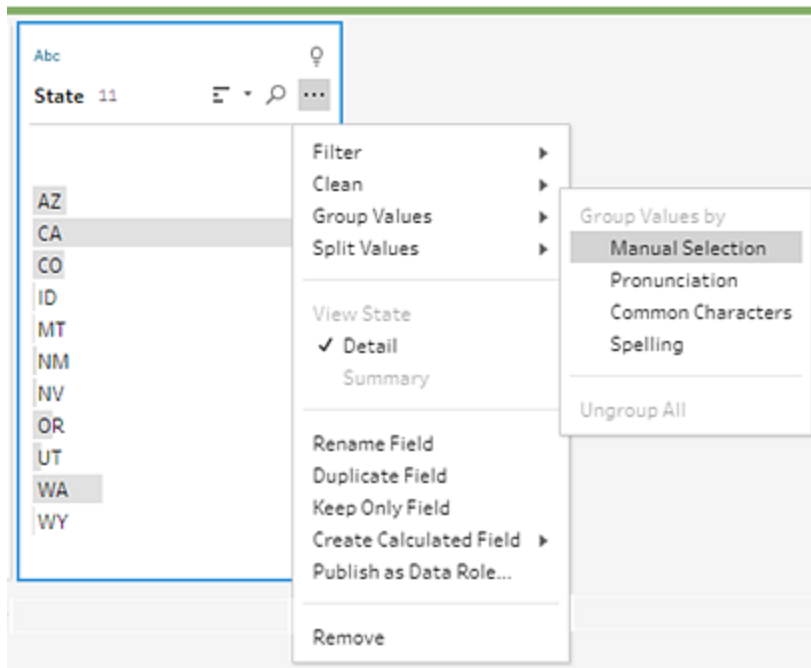 Abc
State 11
AZ
CA
CO
ID
MT
NM
NV
OR
UT
WA
WY
Filter
Clean
Group Values
Split Values
View State
✓ Detail
Summary
Rename Field
Duplicate Field
Keep Only Field
Create Calculated Field
Publish as Data Role...
Remove
Group Values by
Manual Selection
Pronunciation
Common Characters
Spelling
Ungroup All